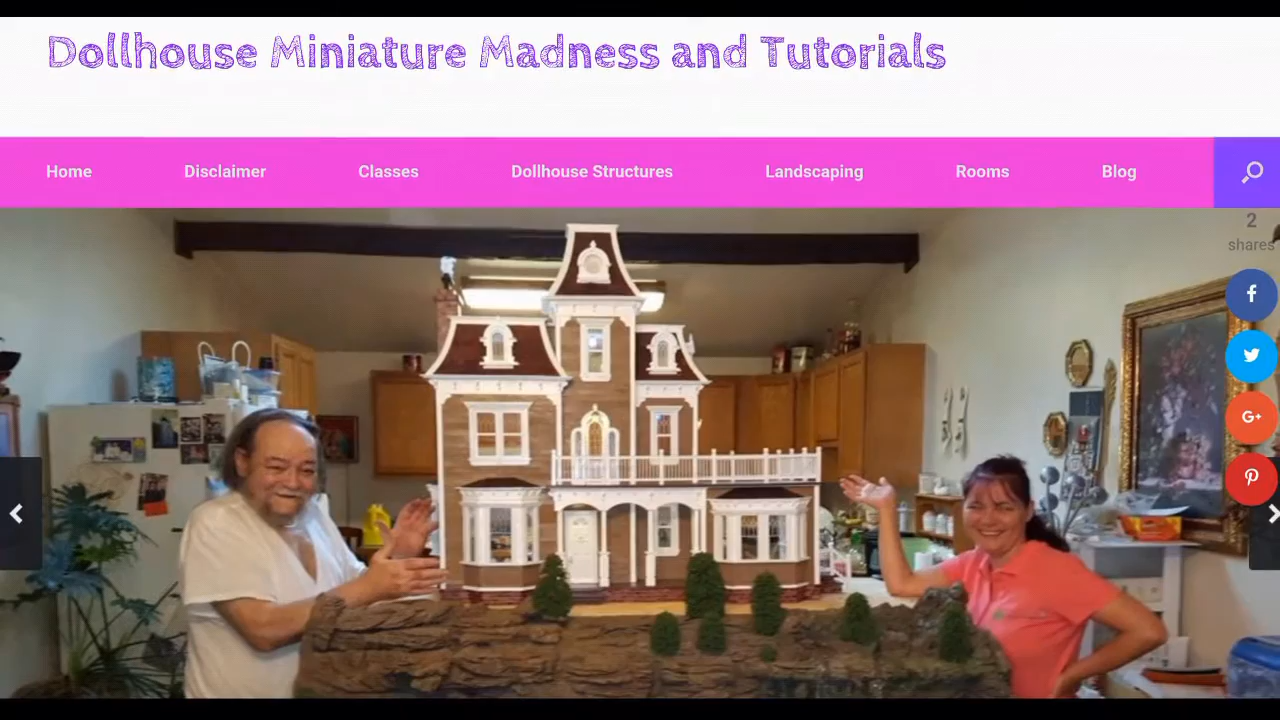 Dollhouse Miniature Madness and Tutorials
Home Disclaimer Classes Dollhouse Structures Landscaping Rooms Blog
2
shares
G+